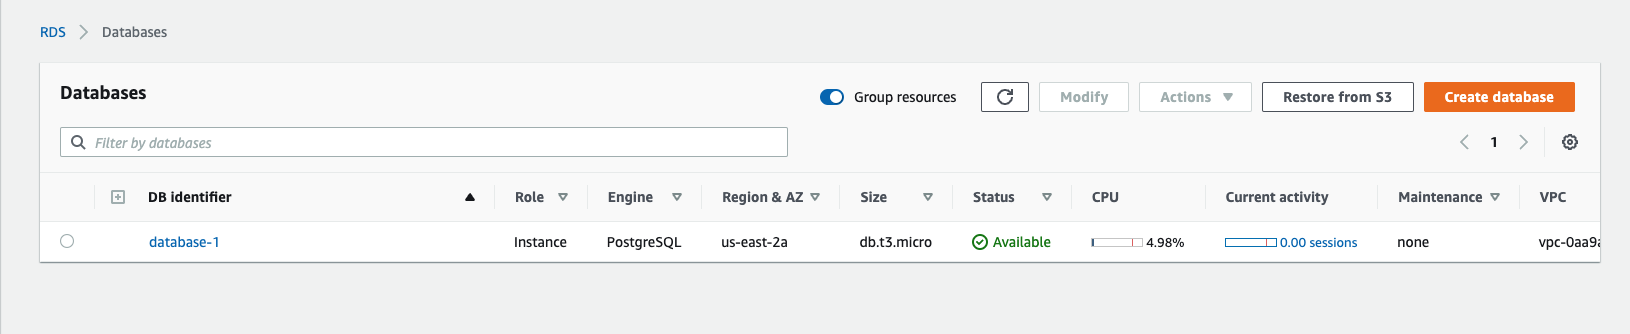 RDS > Databases
Databases
Group resources
Modify
Actions
Restore from S3
Create database
Filter by databases
1
DB identifier Role Engine Region & AZ Size Status CPU Current activity Maintenance VPC
database-1 Instance PostgreSQL us-east-2a db.t3.micro Available 4.98% 0.00 sessions none vpc-0aa9a